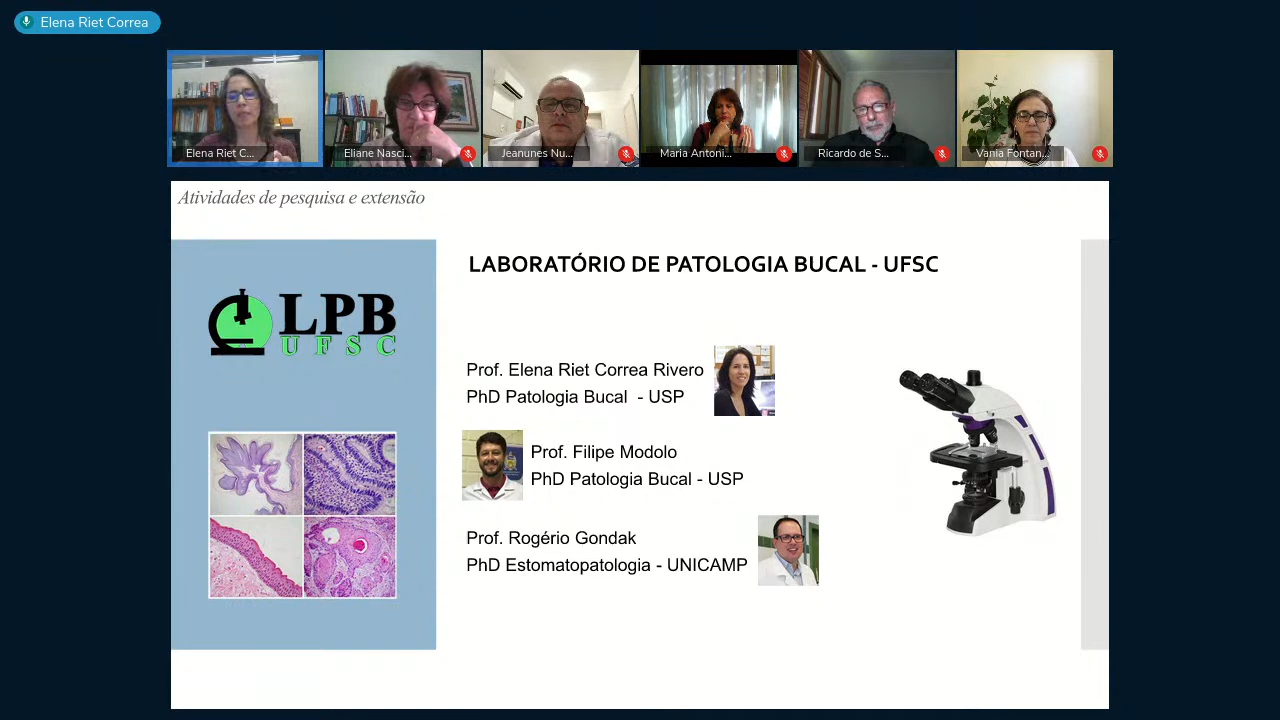 Elena Riet Correa
Elena Riet C...
Eliane Nasci...
Jeanunes Nu...
Maria Antoni...
Ricardo de S...
Vania Fontan...
Atividades de pesquisa e extensão
LABORATÓRIO DE PATOLOGIA BUCAL - UFSC
LPB
UFSC
Prof. Elena Riet Correa Rivero
PhD Patologia Bucal - USP
Prof. Filipe Modolo
PhD Patologia Bucal - USP
Prof. Rogério Gondak
PhD Estomatopatologia - UNICAMP